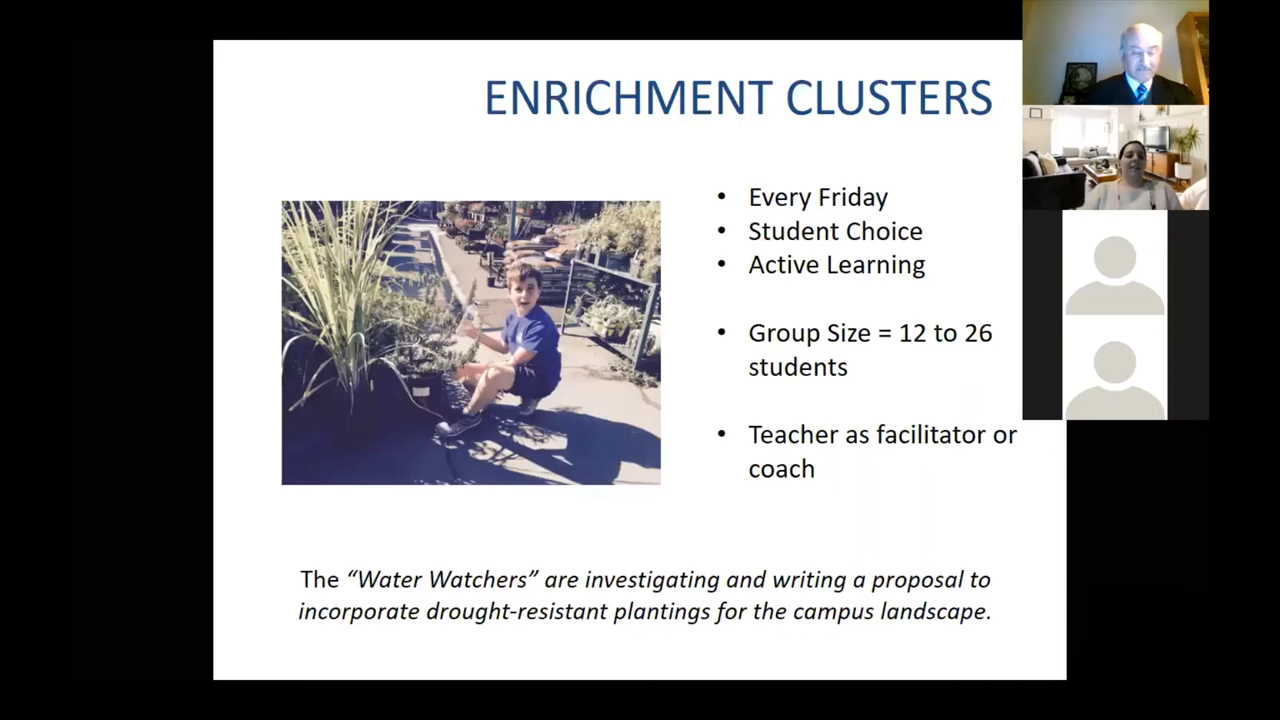 ENRICHMENT CLUSTERS
• Every Friday
• Student Choice
• Active Learning
• Group Size = 12 to 26
students
• Teacher as facilitator or
coach
The “Water Watchers” are investigating and writing a proposal to
incorporate drought-resistant plantings for the campus landscape.